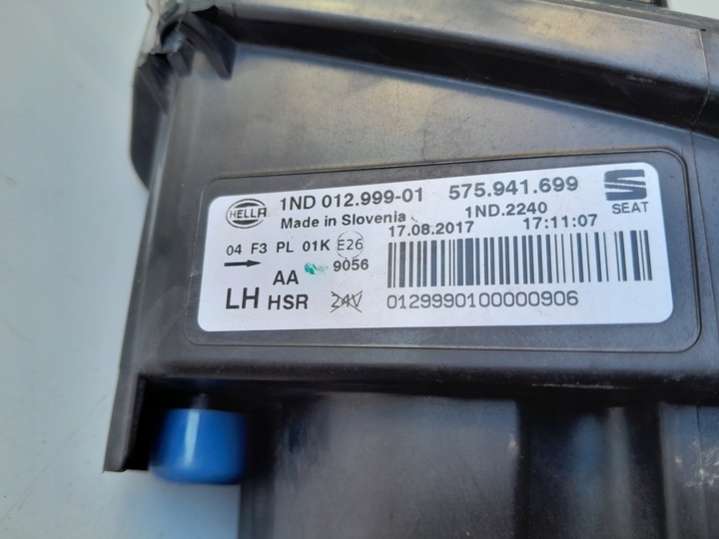 HELLA 1ND 012.999-01 575.941.699
Made in Slovenia 1ND.2240 SEAT
17.08.2017 17:11:07
04 F3 PL 01K E26
AA 9056
LH HSR 24V 0129990100000906